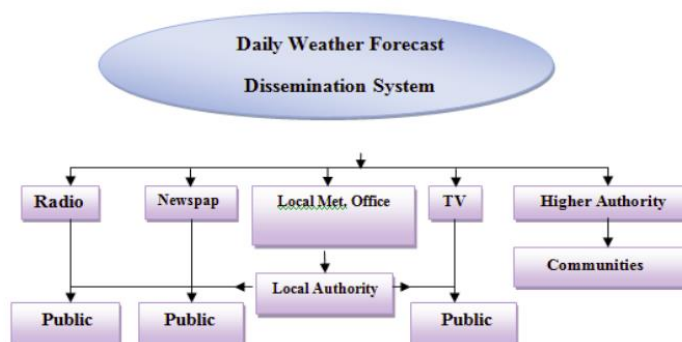 Daily Weather Forecast
Dissemination System
Radio
Newspap
Local Met. Office
TV
Higher Authority
Communities
Local Authority
Public
Public
Public